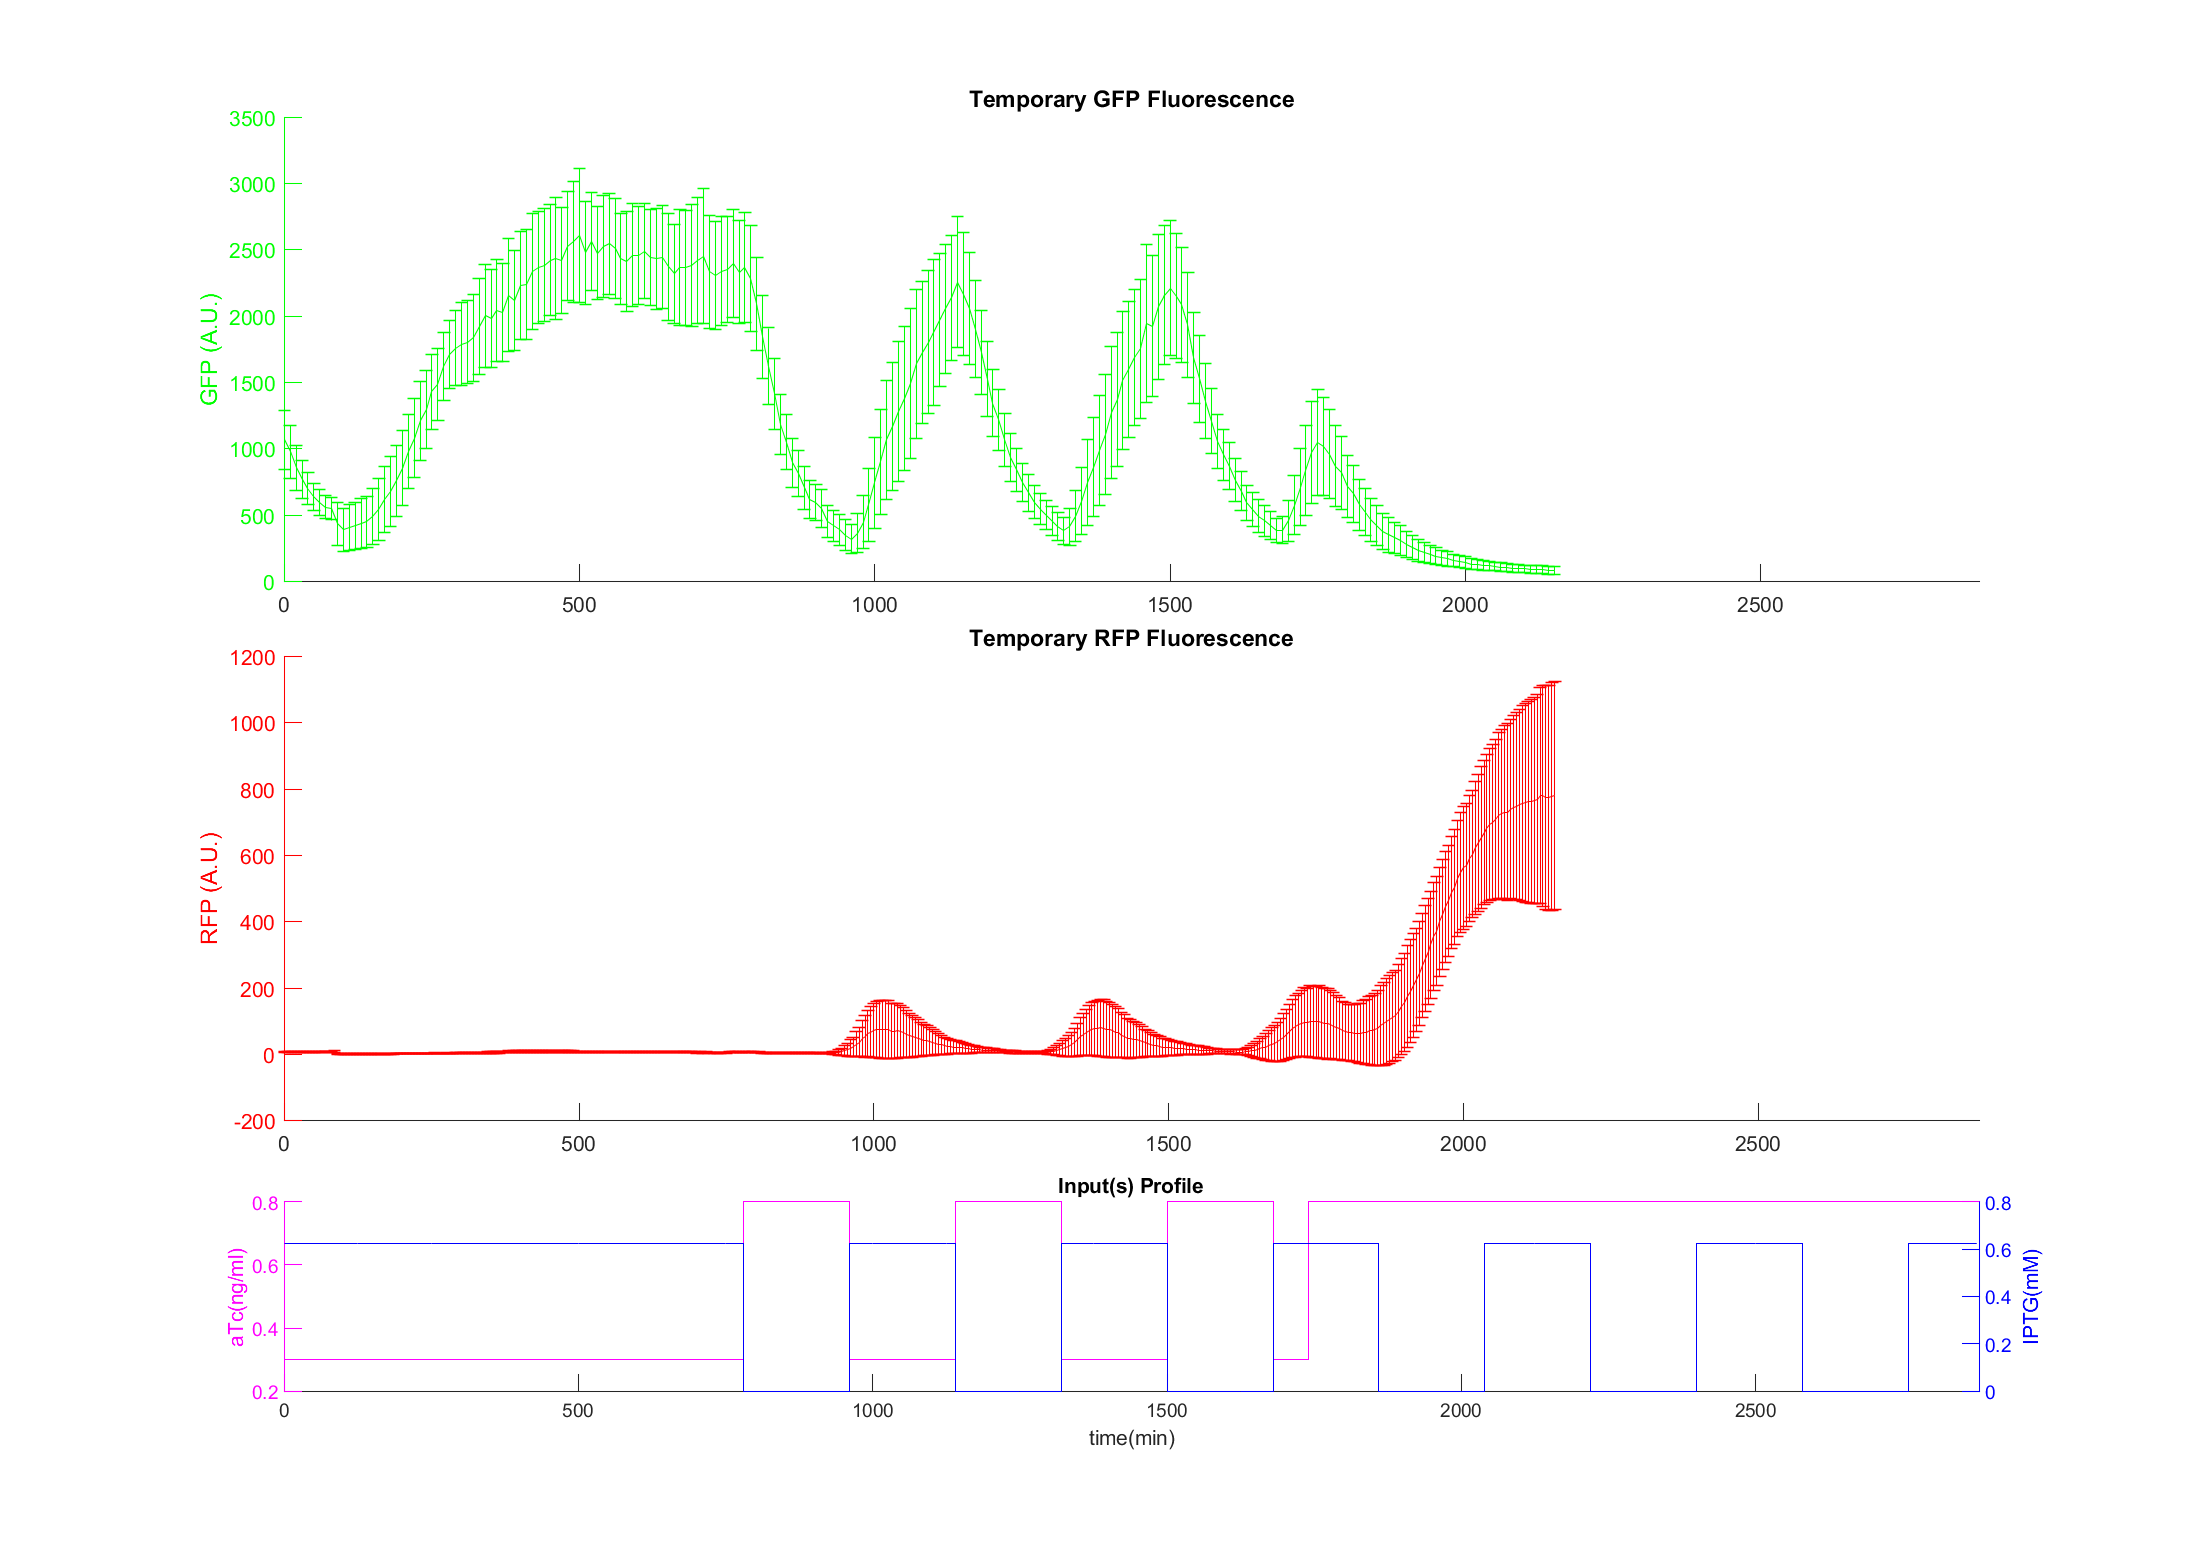 Temporary GFP Fluorescence
GFP (A.U.)
3500
3000
2500
2000
1500
1000
500
0
0 500 1000 1500 2000 2500
Temporary RFP Fluorescence
RFP (A.U.)
1200
1000
800
600
400
200
0
-200
0 500 1000 1500 2000 2500
Input(s) Profile
aTc(ng/ml)
0.8
0.6
0.4
0.2
IPTG(mM)
0.8
0.6
0.4
0.2
0
0 500 1000 1500 2000 2500
time(min)